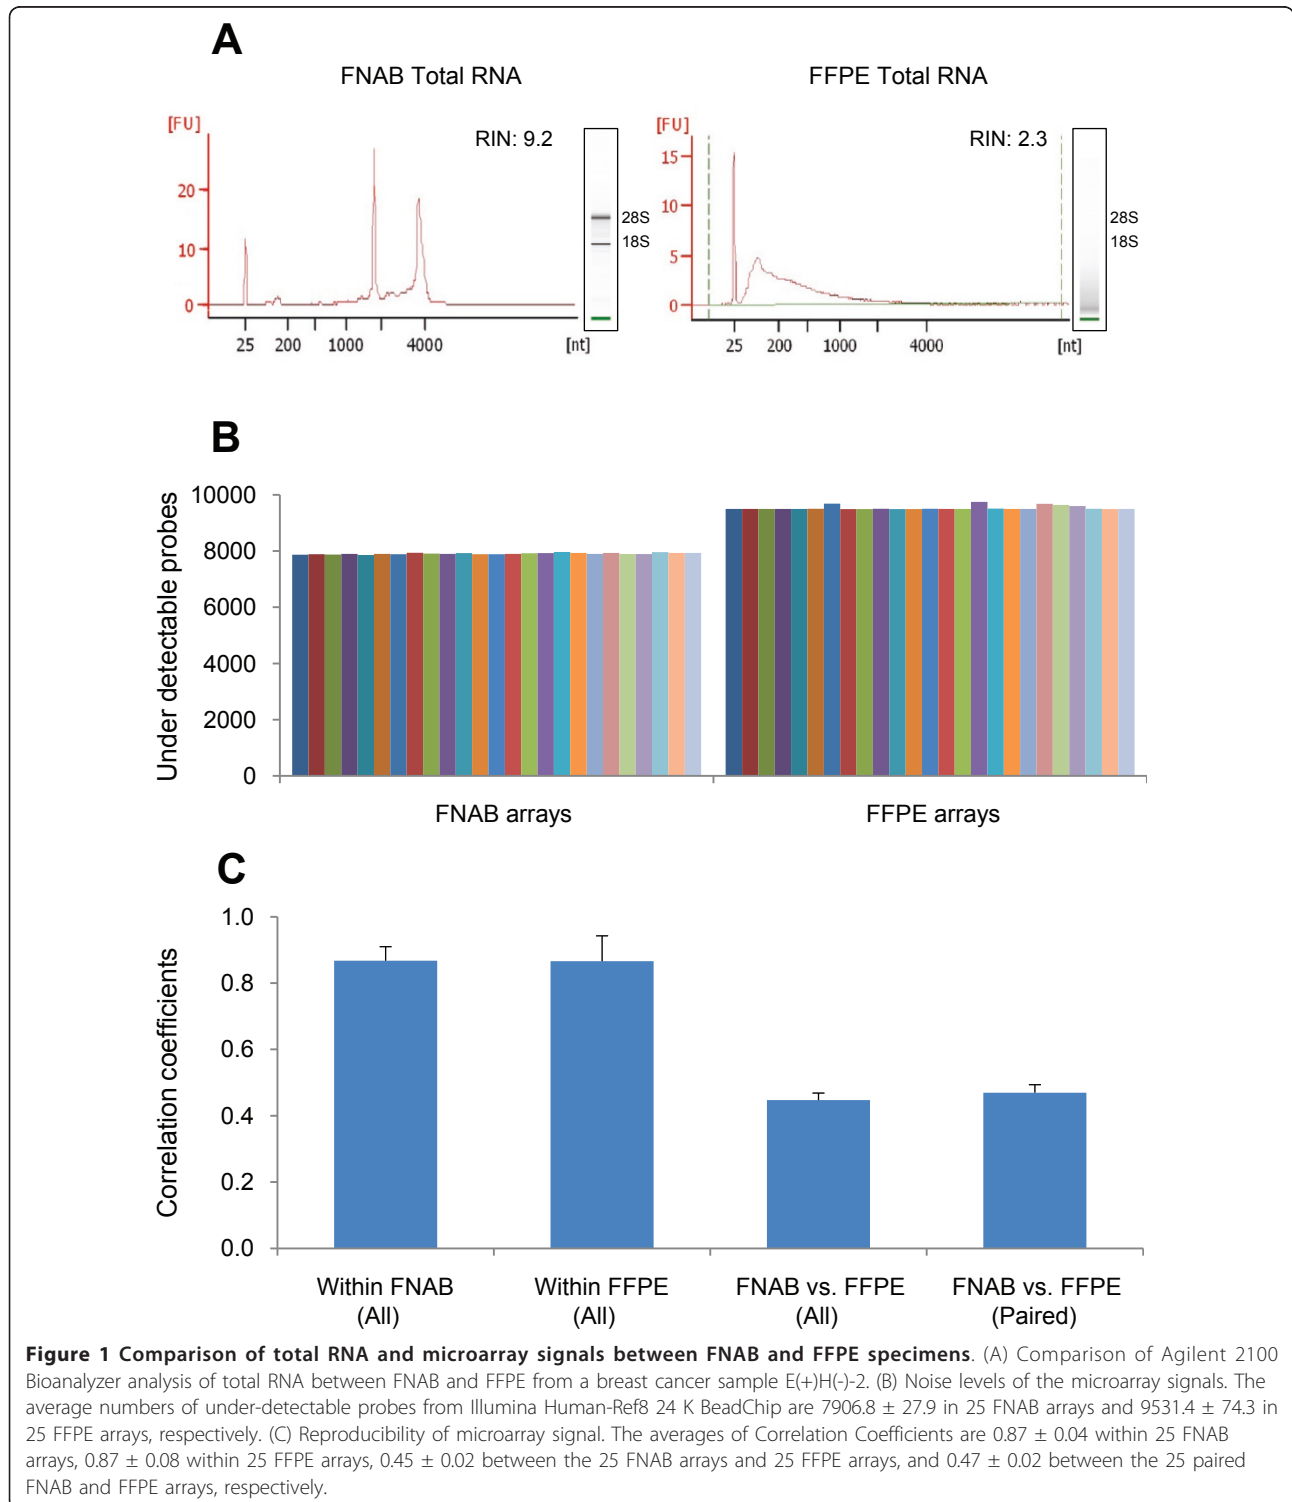 A
FNAB Total RNA
FFPE Total RNA
[FU]
RIN: 9.2
20
10
0
25 200 1000 4000 [nt]
28S
18S
[FU]
RIN: 2.3
15
10
5
0
25 200 1000 4000 [nt]
28S
18S
B
Under detectable probes
10000
8000
6000
4000
2000
0
FNAB arrays
FFPE arrays
C
Correlation coefficients
1.0
0.8
0.6
0.4
0.2
0.0
Within FNAB
(All)
Within FFPE
(All)
FNAB vs. FFPE
(All)
FNAB vs. FFPE
(Paired)
Figure 1 Comparison of total RNA and microarray signals between FNAB and FFPE specimens. (A) Comparison of Agilent 2100
Bioanalyzer analysis of total RNA between FNAB and FFPE from a breast cancer sample E(+)H(-)-2. (B) Noise levels of the microarray signals. The
average numbers of under-detectable probes from Illumina Human-Ref8 24 K BeadChip are 7906.8 ± 27.9 in 25 FNAB arrays and 9531.4 ± 74.3 in
25 FFPE arrays, respectively. (C) Reproducibility of microarray signal. The averages of Correlation Coefficients are 0.87 ± 0.04 within 25 FNAB
arrays, 0.87 ± 0.08 within 25 FFPE arrays, 0.45 ± 0.02 between the 25 FNAB arrays and 25 FFPE arrays, and 0.47 ± 0.02 between the 25 paired
FNAB and FFPE arrays, respectively.